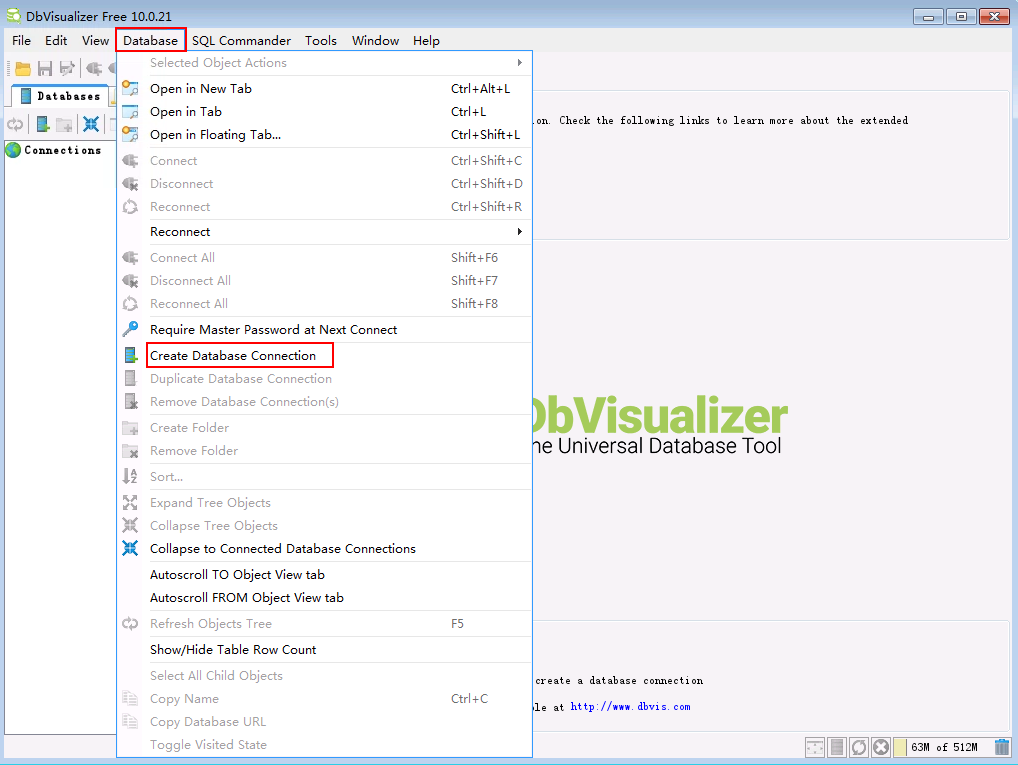 DbVisualizer Free 10.0.21
File Edit View Database SQL Commander Tools Window Help
Selected Object Actions
Databases
Open in New Tab Ctrl+Alt+L
Open in Tab Ctrl+L
Open in Floating Tab... Ctrl+Shift+L
on. Check the following links to learn more about the extended
Connections
Connect Ctrl+Shift+C
Disconnect Ctrl+Shift+D
Reconnect Ctrl+Shift+R
Reconnect
Connect All Shift+F6
Disconnect All Shift+F7
Reconnect All Shift+F8
Require Master Password at Next Connect
Create Database Connection
Duplicate Database Connection
Remove Database Connection(s)
Create Folder
Remove Folder
Sort...
Expand Tree Objects
Collapse Tree Objects
Collapse to Connected Database Connections
Autoscroll TO Object View tab
Autoscroll FROM Object View tab
Refresh Objects Tree F5
Show/Hide Table Row Count
Select All Child Objects
Copy Name Ctrl+C
Copy Database URL
Toggle Visited State
DbVisualizer
he Universal Database Tool
create a database connection
le at http://www.dbvis.com
63M of 512M